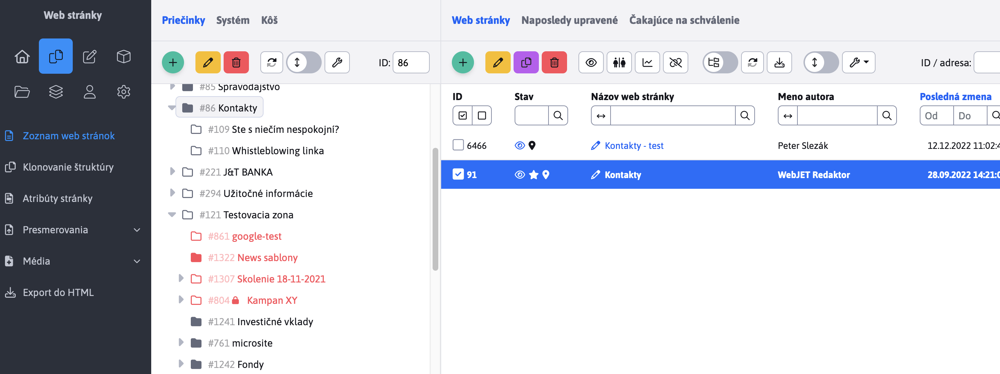 Web stránky
Zoznam web stránok
Klonovanie štruktúry
Atribúty stránky
Presmerovania
Média
Export do HTML
Priečinky Systém Kôš
ID: 86
#85 Spravodajstvo
#86 Kontakty
#109 Ste s niečím nespokojní?
#110 Whistleblowing linka
#221 J&T BANKA
#294 Užitočné informácie
#121 Testovacia zona
#861 google-test
#1322 News sablony
#1307 Skolenie 18-11-2021
#804 Kampan XY
#1241 Investičné vklady
#761 microsite
#1242 Fondy
Web stránky Naposledy upravené Čakajúce na schválenie
ID / adresa:
ID Stav Názov web stránky Meno autora Posledná zmena
Od Do
6466 Kontakty - test Peter Slezák 12.12.2022 11:02:4
91 Kontakty WebJET Redaktor 28.09.2022 14:21:0